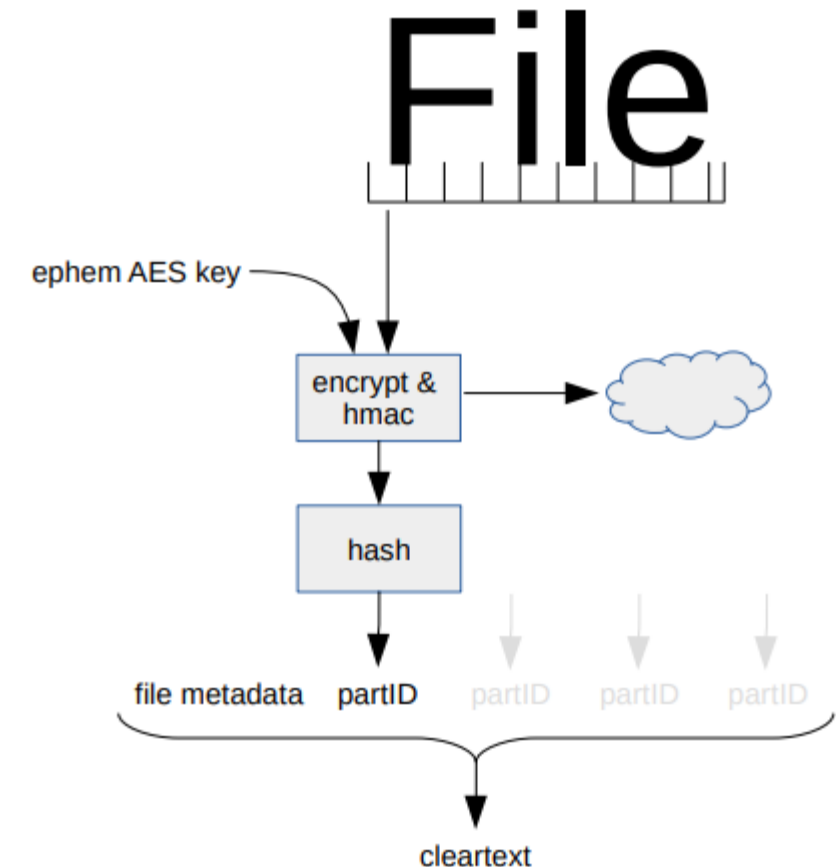 File
ephem AES key
encrypt &
hmac
hash
file metadata partID partID partID partID
cleartext